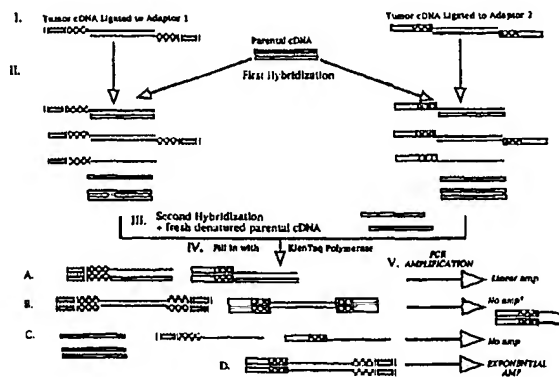 I.
Tumor cDNA Ligated to Adaptor 1
Tumor cDNA Ligated to Adaptor 2
Parental cDNA
First Hybridization
II.
III. Second Hybridization
+ fresh denatured parental cDNA
IV. Fill in with KlenTaq Polymerase
V. PCR
AMPLIFICATION
A.
Linear amp
B.
No amp*
C.
No amp
D.
EXPONENTIAL
AMP